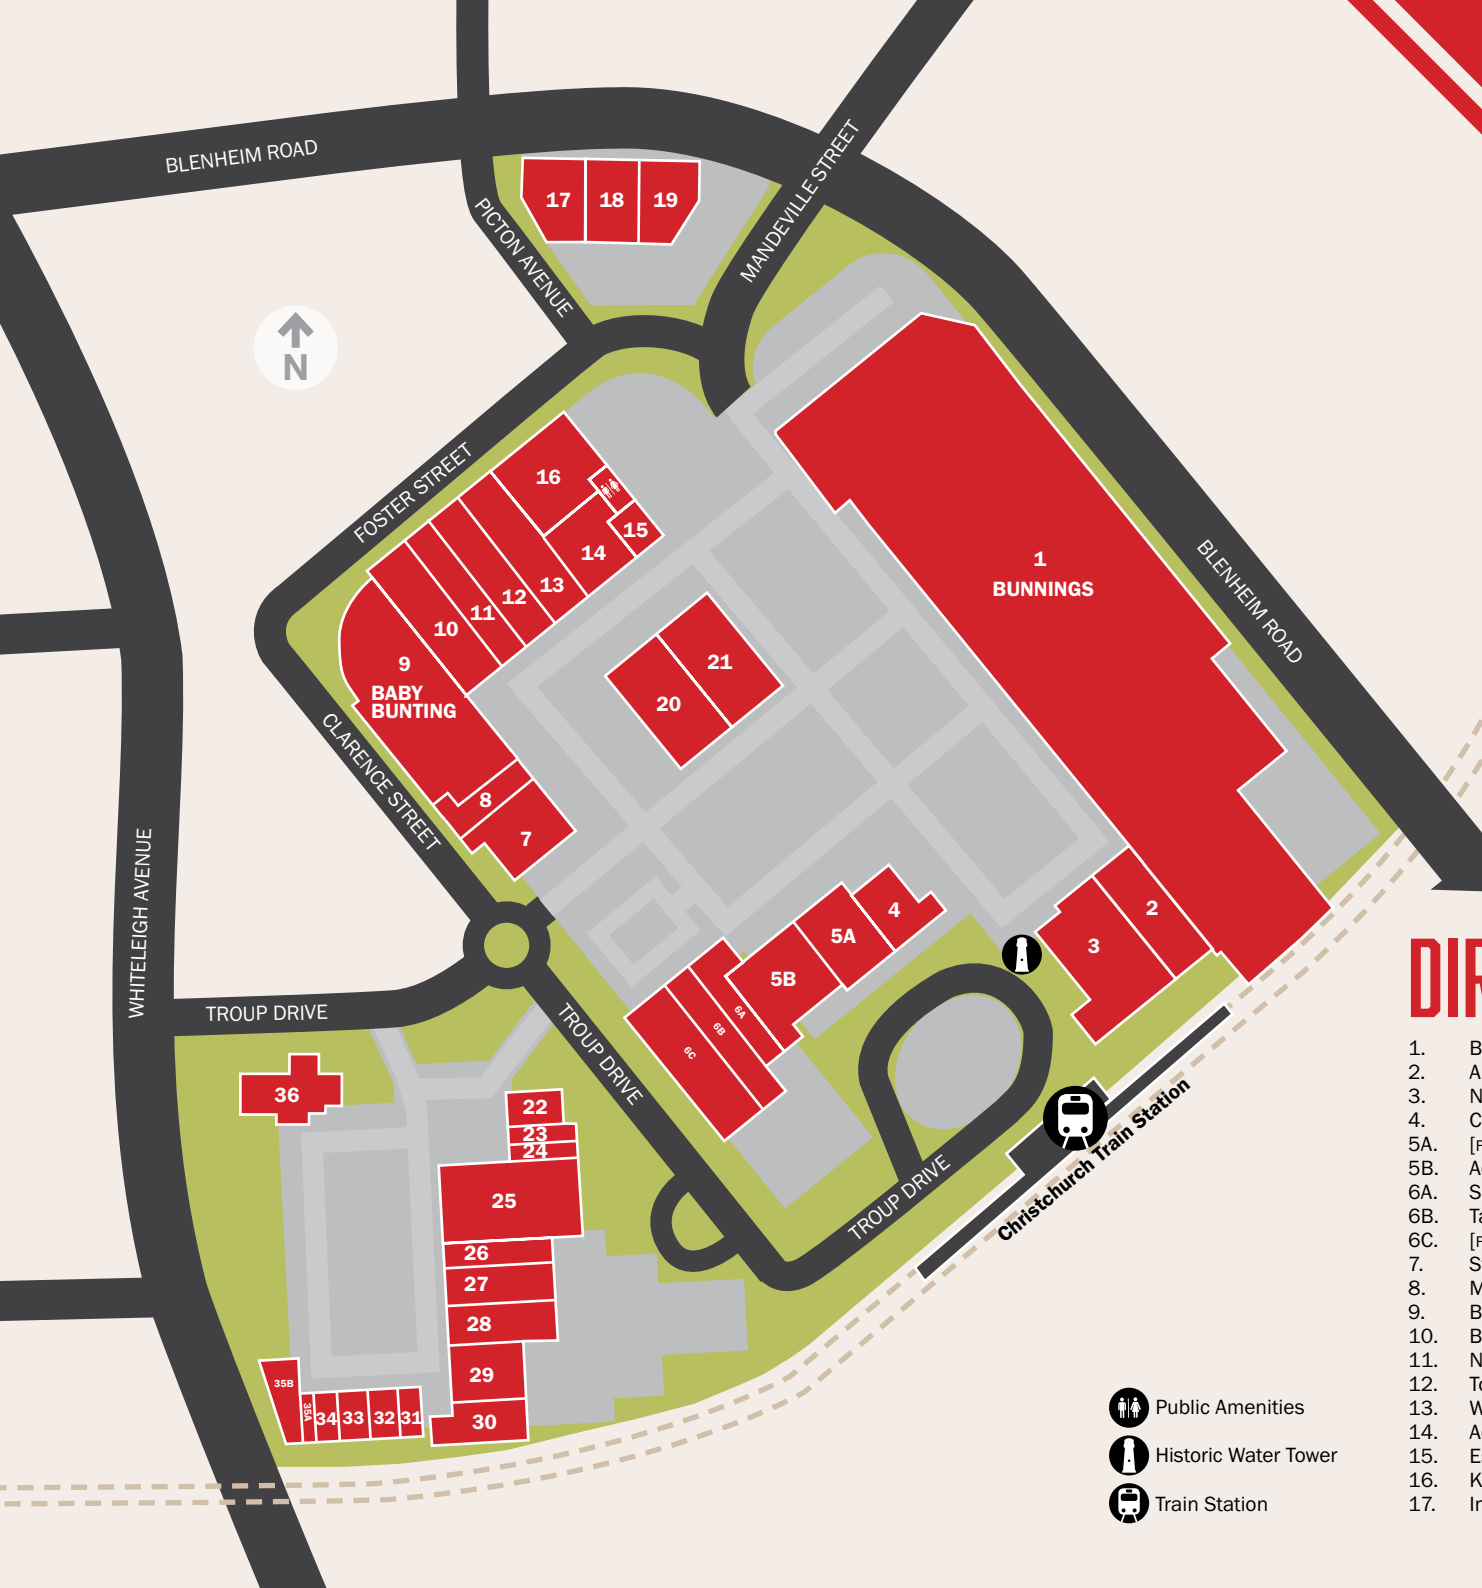 BLENHEIM ROAD
MANDEVILLE STREET
PICTON AVENUE
17
18
19
N
FOSTER STREET
16
15
14
13
12
11
10
9
BABY
BUNTING
8
7
CLARENCE STREET
21
20
1
BUNNINGS
BLENHEIM ROAD
2
3
4
5A
5B
6A
6B
6C
WHITELEIGH AVENUE
TROUP DRIVE
TROUP DRIVE
TROUP DRIVE
Christchurch Train Station
36
22
23
24
25
26
27
28
29
30
31
32
33
34
35A
35B
Public Amenities
Historic Water Tower
Train Station
1.
2.
3.
4.
5A.
5B.
6A.
6B.
6C.
7.
8.
9.
10.
11.
12.
13.
14.
15.
16.
17.